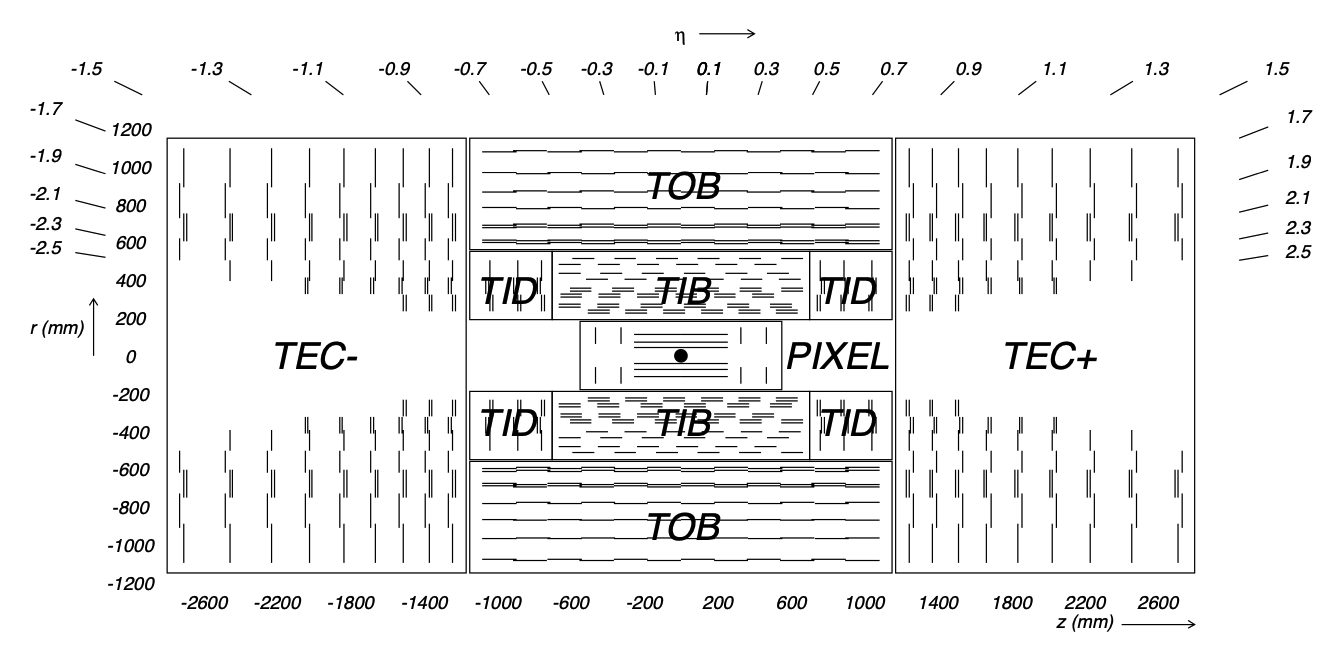 η
-1.5 -1.3 -1.1 -0.9 -0.7 -0.5 -0.3 -0.1 0.1 0.3 0.5 0.7 0.9 1.1 1.3 1.5
-1.7 1.7
1200
-1.9 1.9
1000
-2.1 2.1
800
TOB
-2.3 2.3
600
-2.5 2.5
400
TID TIB TID
200
r (mm)
0
TEC- PIXEL TEC+
-200
-400
TID TIB TID
-600
-800
TOB
-1000
-1200
-2600 -2200 -1800 -1400 -1000 -600 -200 200 600 1000 1400 1800 2200 2600
z (mm)